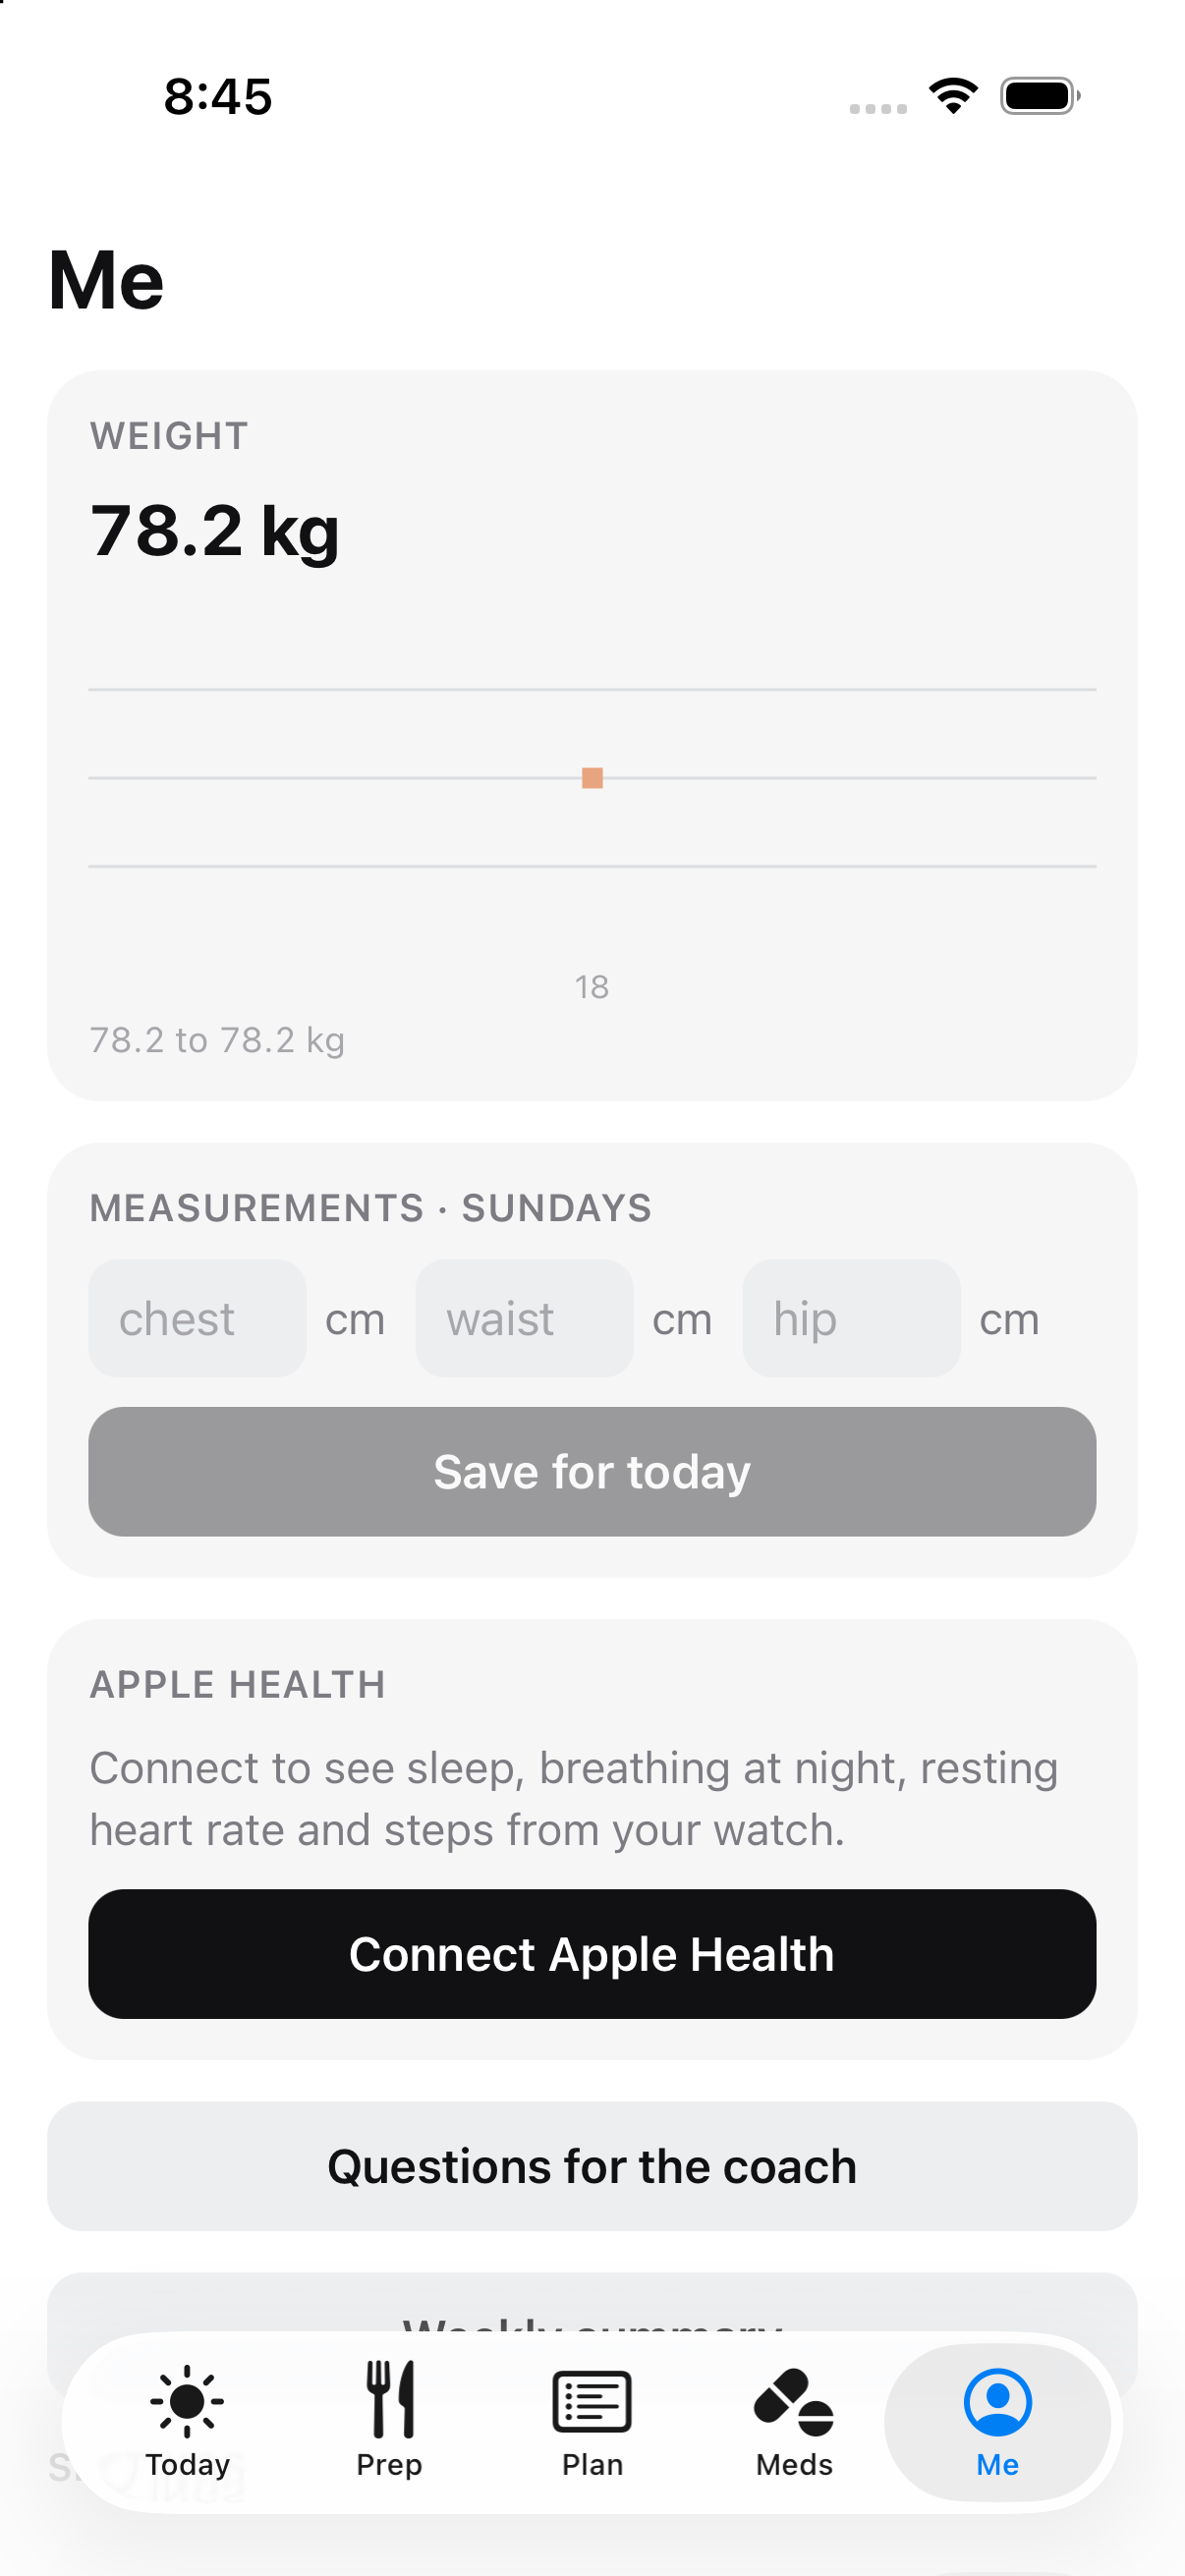 8:45
Me
WEIGHT
78.2 kg
18
78.2 to 78.2 kg
MEASUREMENTS · SUNDAYS
chest cm waist cm hip cm
Save for today
APPLE HEALTH
Connect to see sleep, breathing at night, resting
heart rate and steps from your watch.
Connect Apple Health
Questions for the coach
Weekly summary
Today Prep Plan Meds Me